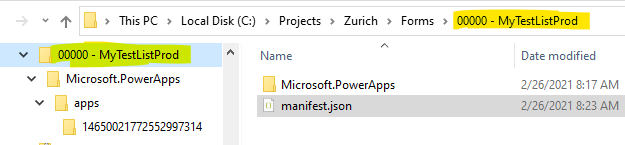 This PC > Local Disk (C:) > Projects > Zurich > Forms > 00000 - MyTestListProd
00000 - MyTestListProd
Microsoft.PowerApps
apps
14650021772552997314
Name
Date modified
Microsoft.PowerApps
2/26/2021 8:17 AM
manifest.json
2/26/2021 8:23 AM